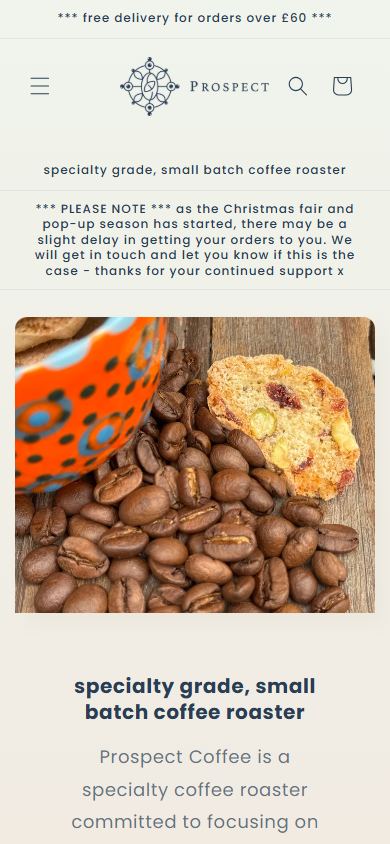 *** free delivery for orders over £60 ***
Prospect
specialty grade, small batch coffee roaster
*** PLEASE NOTE *** as the Christmas fair and
pop-up season has started, there may be a
slight delay in getting your orders to you. We
will get in touch and let you know if this is the
case - thanks for your continued support x
specialty grade, small
batch coffee roaster
Prospect Coffee is a
specialty coffee roaster
committed to focusing on